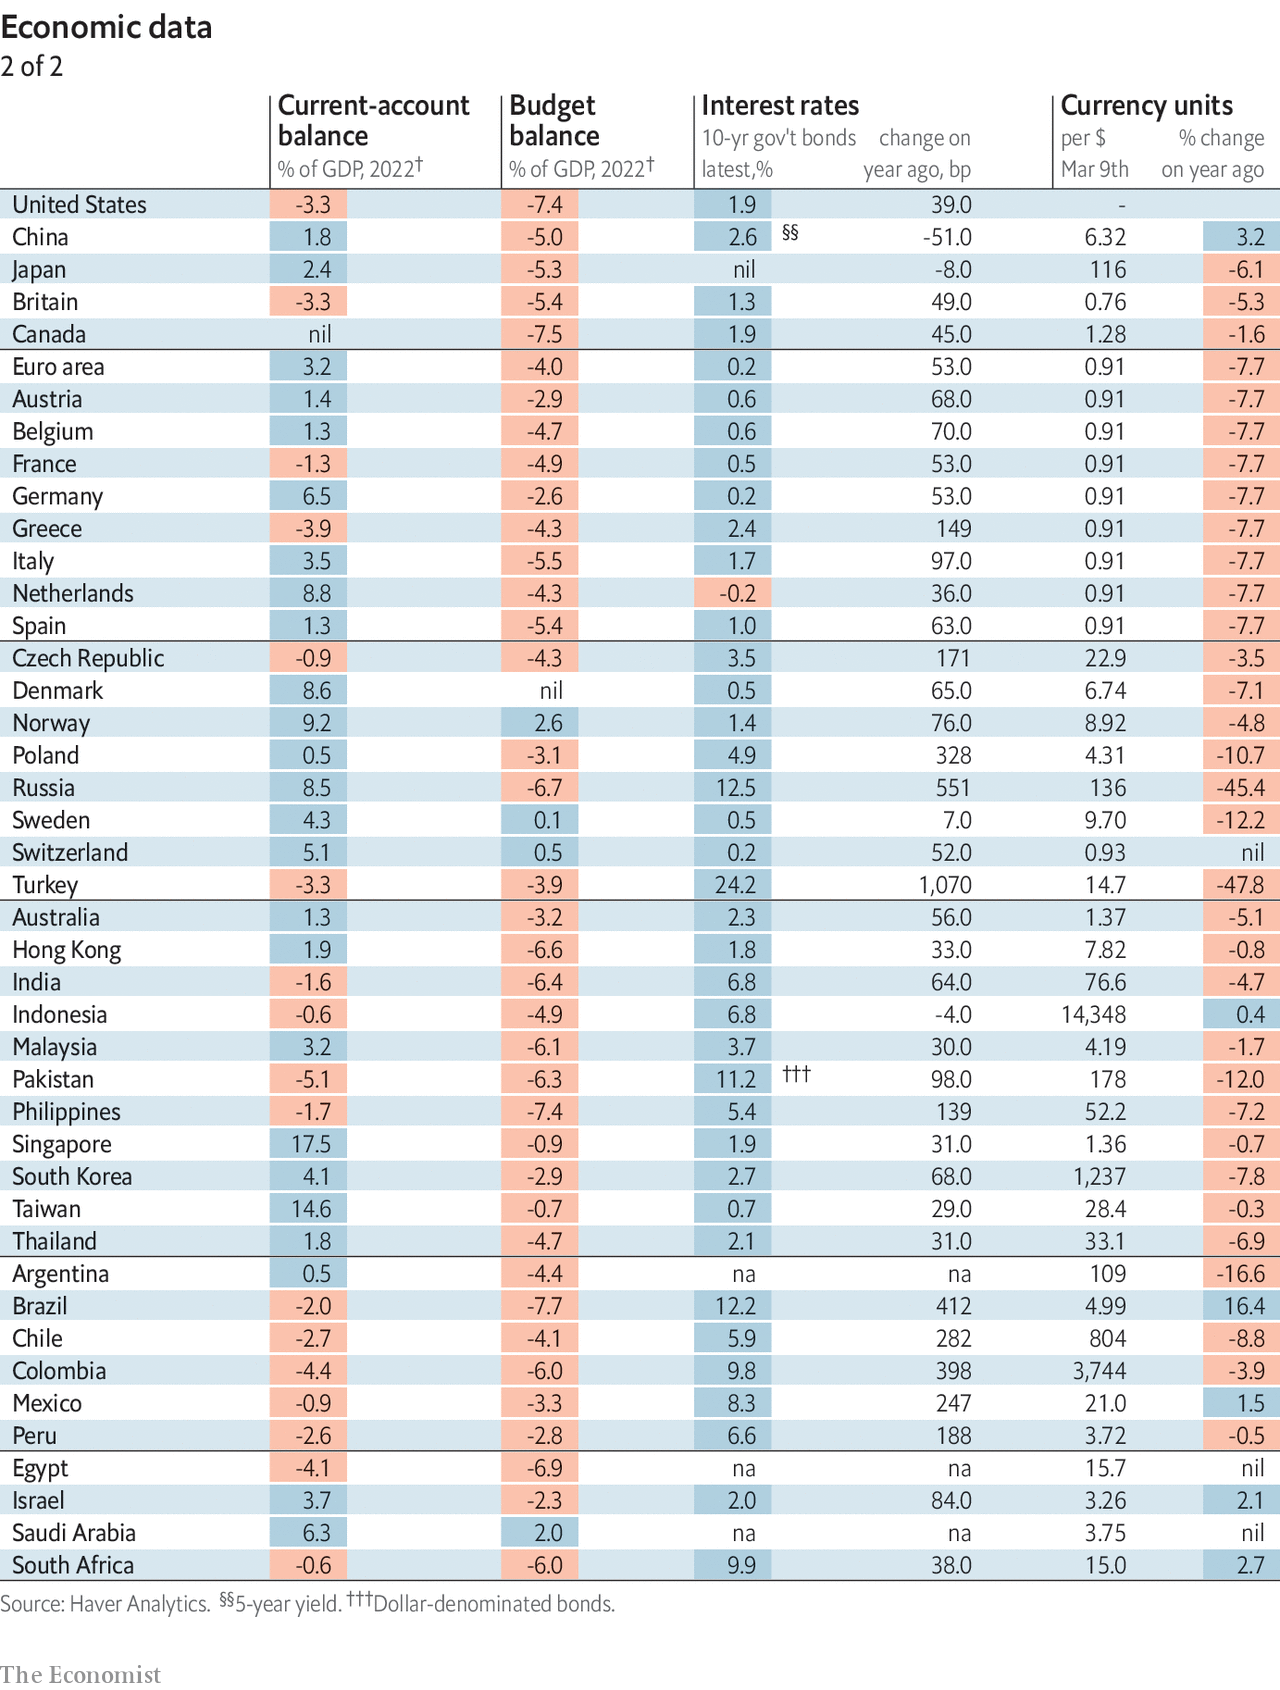 Economic data
2 of 2
Current-account balance % of GDP, 2022† Budget balance % of GDP, 2022† Interest rates 10-yr gov't bonds latest,% change on year ago, bp Currency units per $ Mar 9th % change on year ago
United States -3.3 -7.4 1.9 39.0 -
China 1.8 -5.0 2.6 §§ -51.0 6.32 3.2
Japan 2.4 -5.3 nil -8.0 116 -6.1
Britain -3.3 -5.4 1.3 49.0 0.76 -5.3
Canada nil -7.5 1.9 45.0 1.28 -1.6
Euro area 3.2 -4.0 0.2 53.0 0.91 -7.7
Austria 1.4 -2.9 0.6 68.0 0.91 -7.7
Belgium 1.3 -4.7 0.6 70.0 0.91 -7.7
France -1.3 -4.9 0.5 53.0 0.91 -7.7
Germany 6.5 -2.6 0.2 53.0 0.91 -7.7
Greece -3.9 -4.3 2.4 149 0.91 -7.7
Italy 3.5 -5.5 1.7 97.0 0.91 -7.7
Netherlands 8.8 -4.3 -0.2 36.0 0.91 -7.7
Spain 1.3 -5.4 1.0 63.0 0.91 -7.7
Czech Republic -0.9 -4.3 3.5 171 22.9 -3.5
Denmark 8.6 nil 0.5 65.0 6.74 -7.1
Norway 9.2 2.6 1.4 76.0 8.92 -4.8
Poland 0.5 -3.1 4.9 328 4.31 -10.7
Russia 8.5 -6.7 12.5 551 136 -45.4
Sweden 4.3 0.1 0.5 7.0 9.70 -12.2
Switzerland 5.1 0.5 0.2 52.0 0.93 nil
Turkey -3.3 -3.9 24.2 1,070 14.7 -47.8
Australia 1.3 -3.2 2.3 56.0 1.37 -5.1
Hong Kong 1.9 -6.6 1.8 33.0 7.82 -0.8
India -1.6 -6.4 6.8 64.0 76.6 -4.7
Indonesia -0.6 -4.9 6.8 -4.0 14,348 0.4
Malaysia 3.2 -6.1 3.7 30.0 4.19 -1.7
Pakistan -5.1 -6.3 11.2 ††† 98.0 178 -12.0
Philippines -1.7 -7.4 5.4 139 52.2 -7.2
Singapore 17.5 -0.9 1.9 31.0 1.36 -0.7
South Korea 4.1 -2.9 2.7 68.0 1,237 -7.8
Taiwan 14.6 -0.7 0.7 29.0 28.4 -0.3
Thailand 1.8 -4.7 2.1 31.0 33.1 -6.9
Argentina 0.5 -4.4 na na 109 -16.6
Brazil -2.0 -7.7 12.2 412 4.99 16.4
Chile -2.7 -4.1 5.9 282 804 -8.8
Colombia -4.4 -6.0 9.8 398 3,744 -3.9
Mexico -0.9 -3.3 8.3 247 21.0 1.5
Peru -2.6 -2.8 6.6 188 3.72 -0.5
Egypt -4.1 -6.9 na na 15.7 nil
Israel 3.7 -2.3 2.0 84.0 3.26 2.1
Saudi Arabia 6.3 2.0 na na 3.75 nil
South Africa -0.6 -6.0 9.9 38.0 15.0 2.7
Source: Haver Analytics. §§5-year yield. †††Dollar-denominated bonds.
The Economist